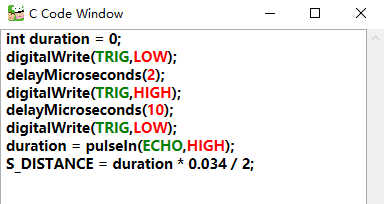 C Code Window
int duration = 0;
digitalWrite(TRIG,LOW);
delayMicroseconds(2);
digitalWrite(TRIG,HIGH);
delayMicroseconds(10);
digitalWrite(TRIG,LOW);
duration = pulseIn(ECHO,HIGH);
S_DISTANCE = duration * 0.034 / 2;